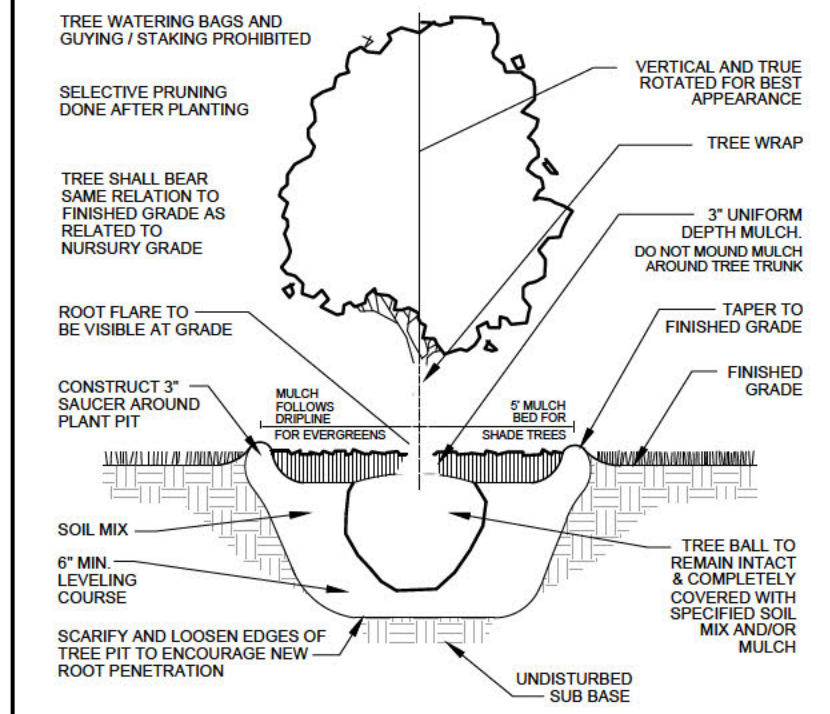 TREE WATERING BAGS AND
GUYING / STAKING PROHIBITED
SELECTIVE PRUNING
DONE AFTER PLANTING
TREE SHALL BEAR
SAME RELATION TO
FINISHED GRADE AS
RELATED TO
NURSURY GRADE
ROOT FLARE TO
BE VISIBLE AT GRADE
CONSTRUCT 3"
SAUCER AROUND
PLANT PIT
MULCH
FOLLOWS
DRIPLINE
FOR EVERGREENS
5' MULCH
BED FOR
SHADE TREES
SOIL MIX
6" MIN.
LEVELING
COURSE
SCARIFY AND LOOSEN EDGES OF
TREE PIT TO ENCOURAGE NEW
ROOT PENETRATION
VERTICAL AND TRUE
ROTATED FOR BEST
APPEARANCE
TREE WRAP
3" UNIFORM
DEPTH MULCH.
DO NOT MOUND MULCH
AROUND TREE TRUNK
TAPER TO
FINISHED GRADE
FINISHED
GRADE
TREE BALL TO
REMAIN INTACT
& COMPLETELY
COVERED WITH
SPECIFIED SOIL
MIX AND/OR
MULCH
UNDISTURBED
SUB BASE